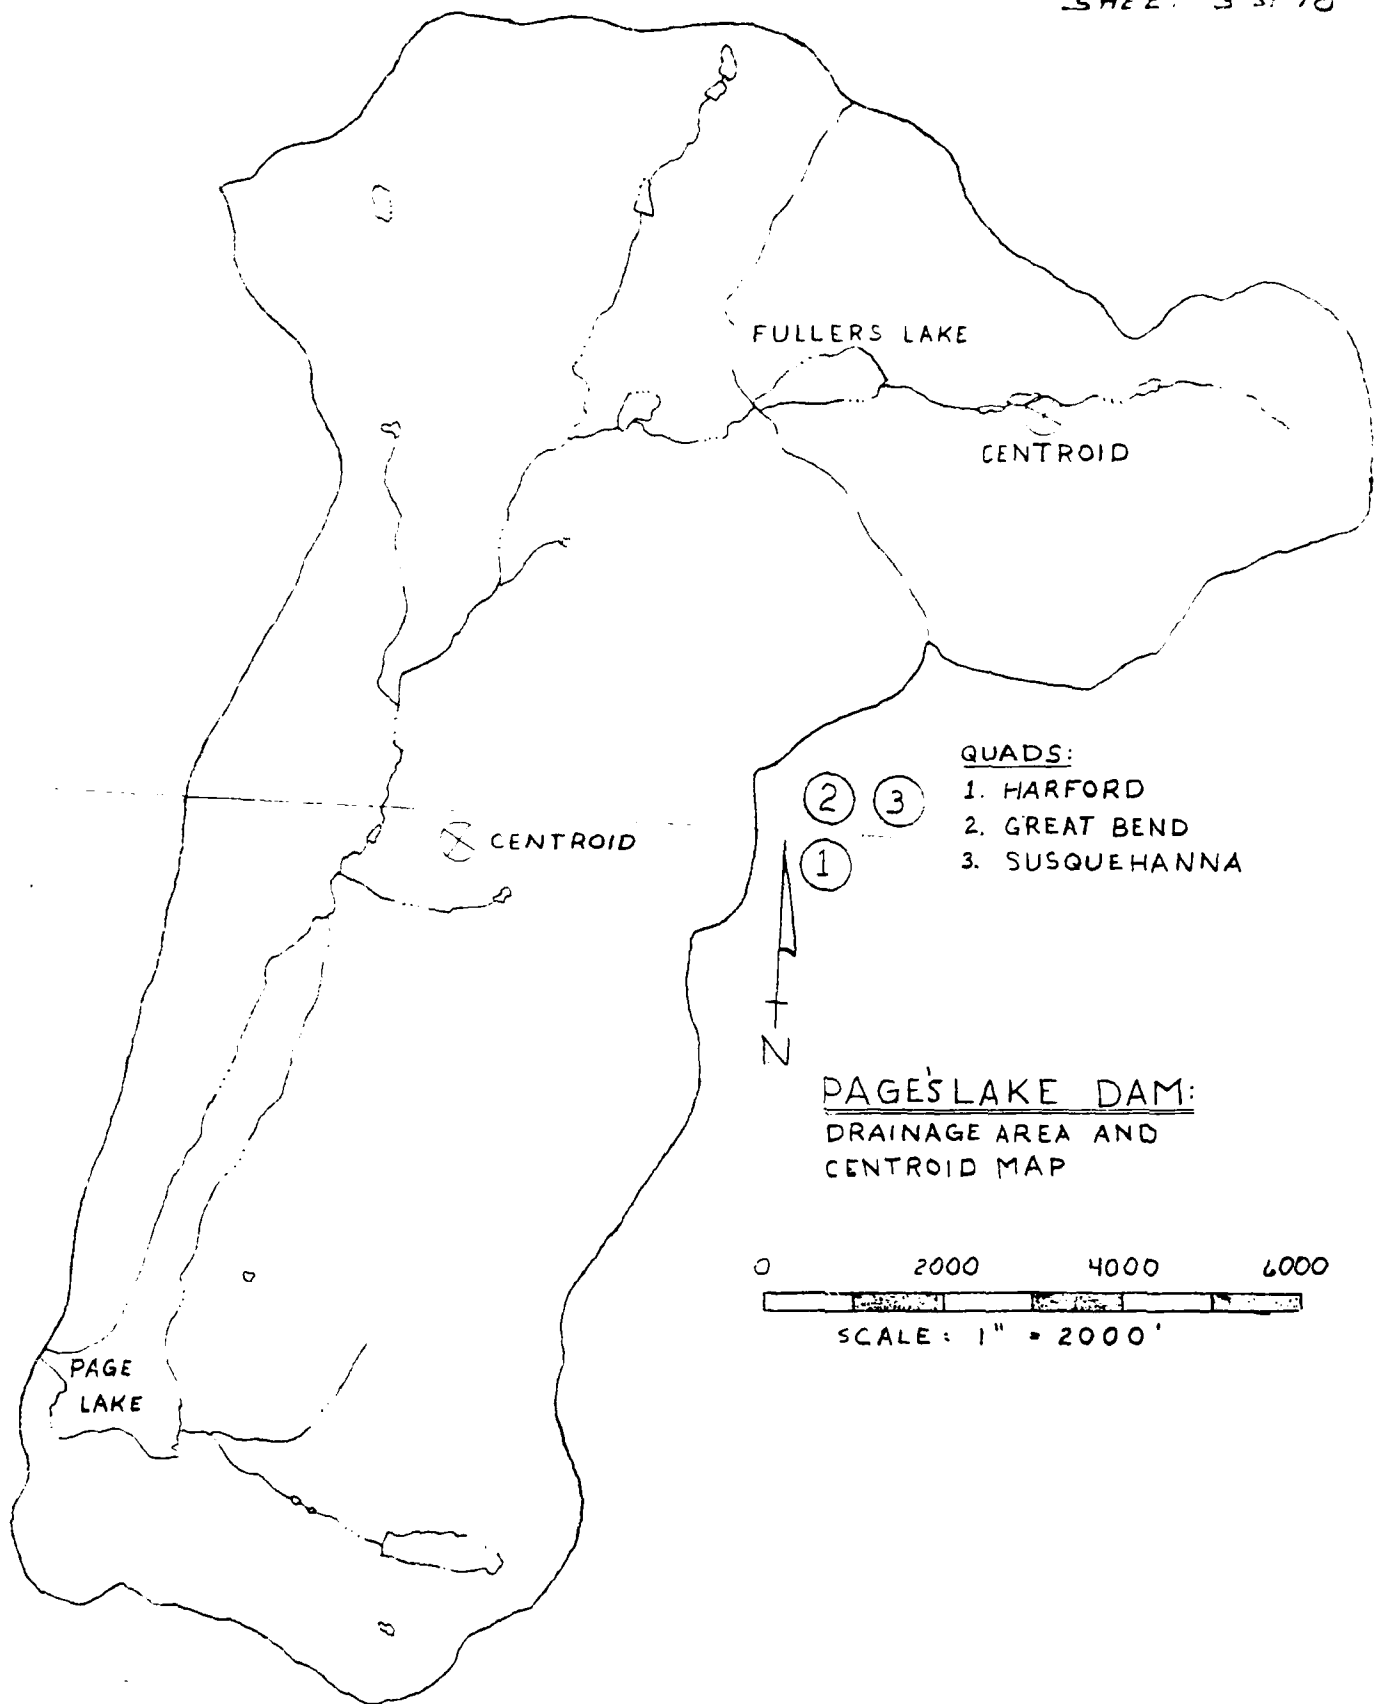 FULLERS LAKE
CENTROID
QUADS:
1. HARFORD
2. GREAT BEND
3. SUSQUEHANNA
2 3
1
CENTROID
N
PAGE'S LAKE DAM:
DRAINAGE AREA AND
CENTROID MAP
0 2000 4000 6000
SCALE: 1" = 2000'
PAGE
LAKE